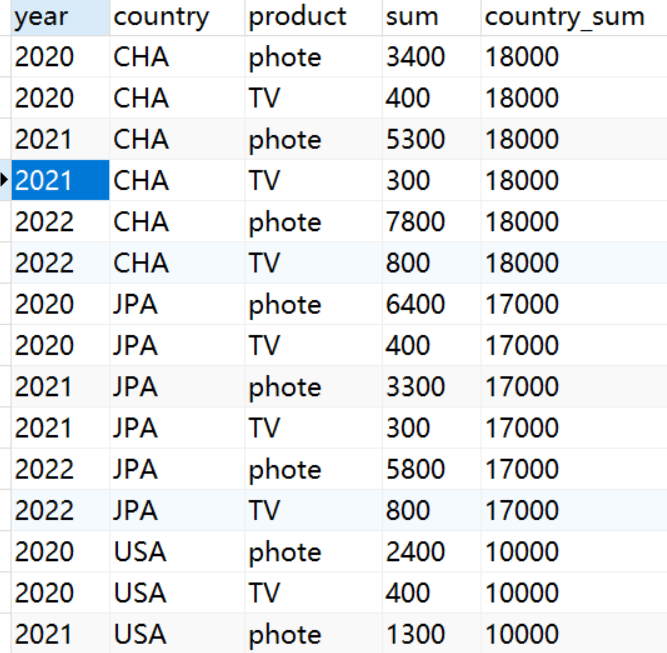 year country product sum country_sum
2020 CHA phote 3400 18000
2020 CHA TV 400 18000
2021 CHA phote 5300 18000
2021 CHA TV 300 18000
2022 CHA phote 7800 18000
2022 CHA TV 800 18000
2020 JPA phote 6400 17000
2020 JPA TV 400 17000
2021 JPA phote 3300 17000
2021 JPA TV 300 17000
2022 JPA phote 5800 17000
2022 JPA TV 800 17000
2020 USA phote 2400 10000
2020 USA TV 400 10000
2021 USA phote 1300 10000